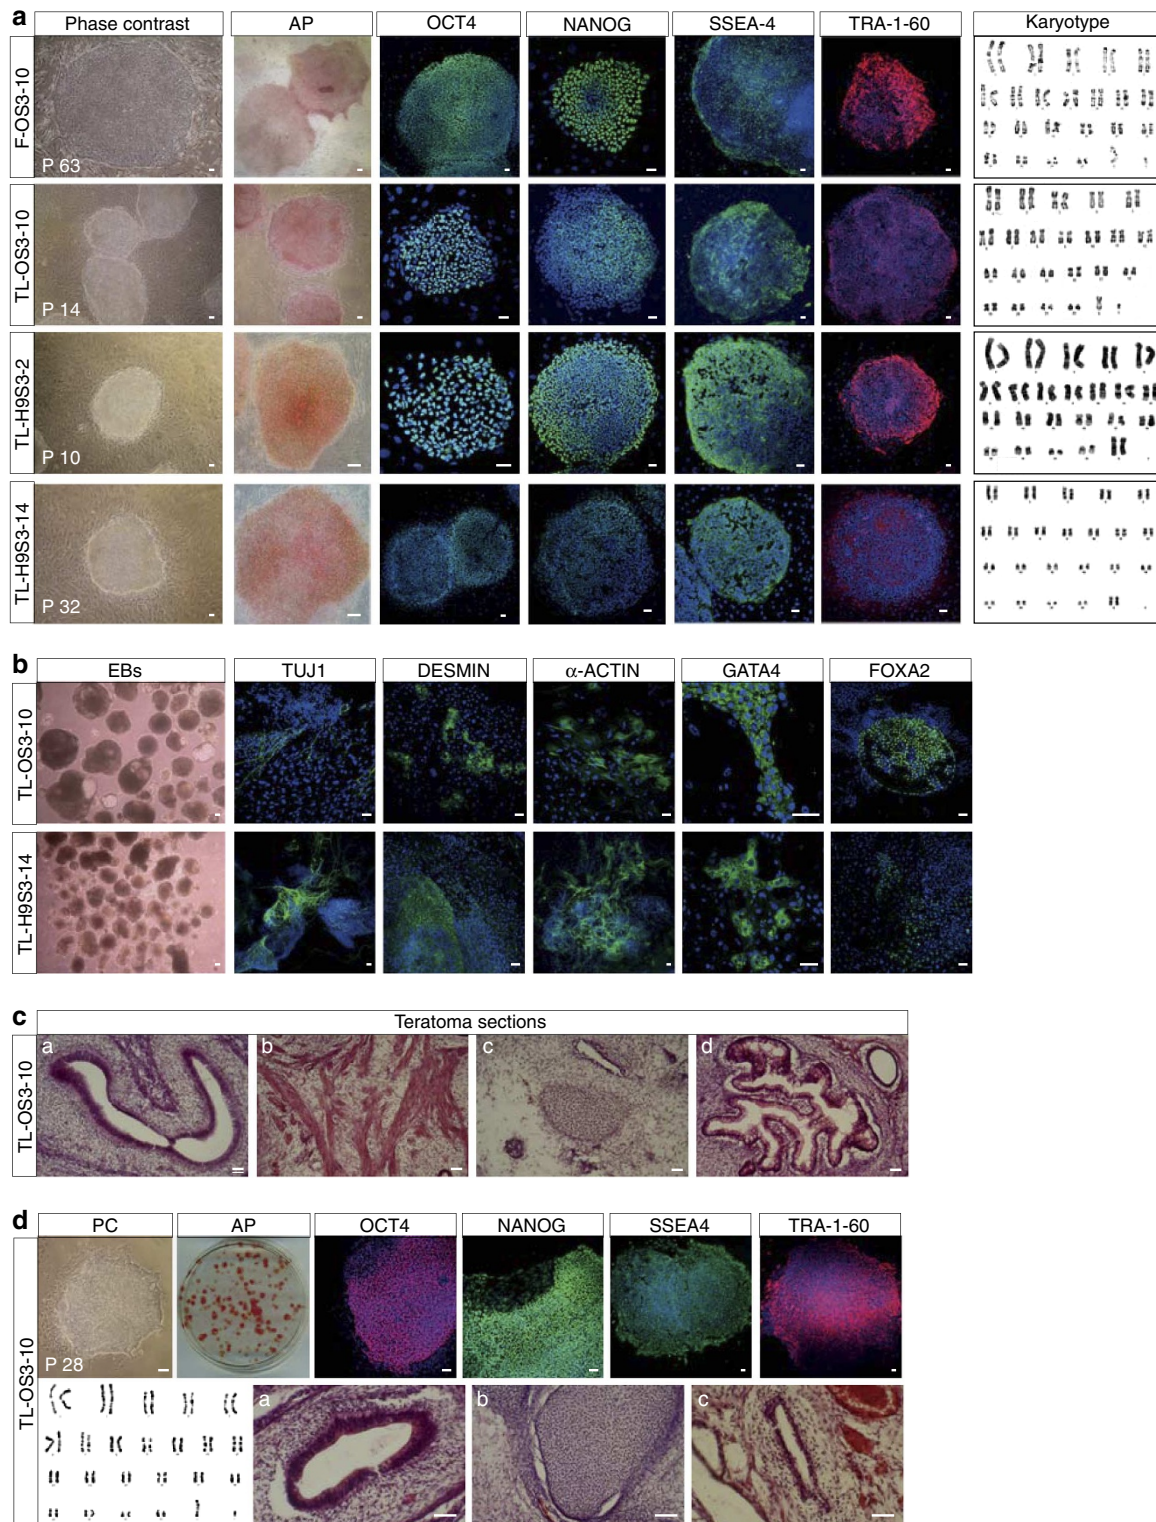 a
Phase contrast
AP
OCT4
NANOG
SSEA-4
TRA-1-60
Karyotype
F-OS3-10
P 63
TL-OS3-10
P 14
TL-H9S3-2
P 10
TL-H9S3-14
P 32
b
EBs
TUJ1
DESMIN
α-ACTIN
GATA4
FOXA2
TL-OS3-10
TL-H9S3-14
c
Teratoma sections
TL-OS3-10
a
b
c
d
d
PC
AP
OCT4
NANOG
SSEA4
TRA-1-60
TL-OS3-10
P 28
a
b
c